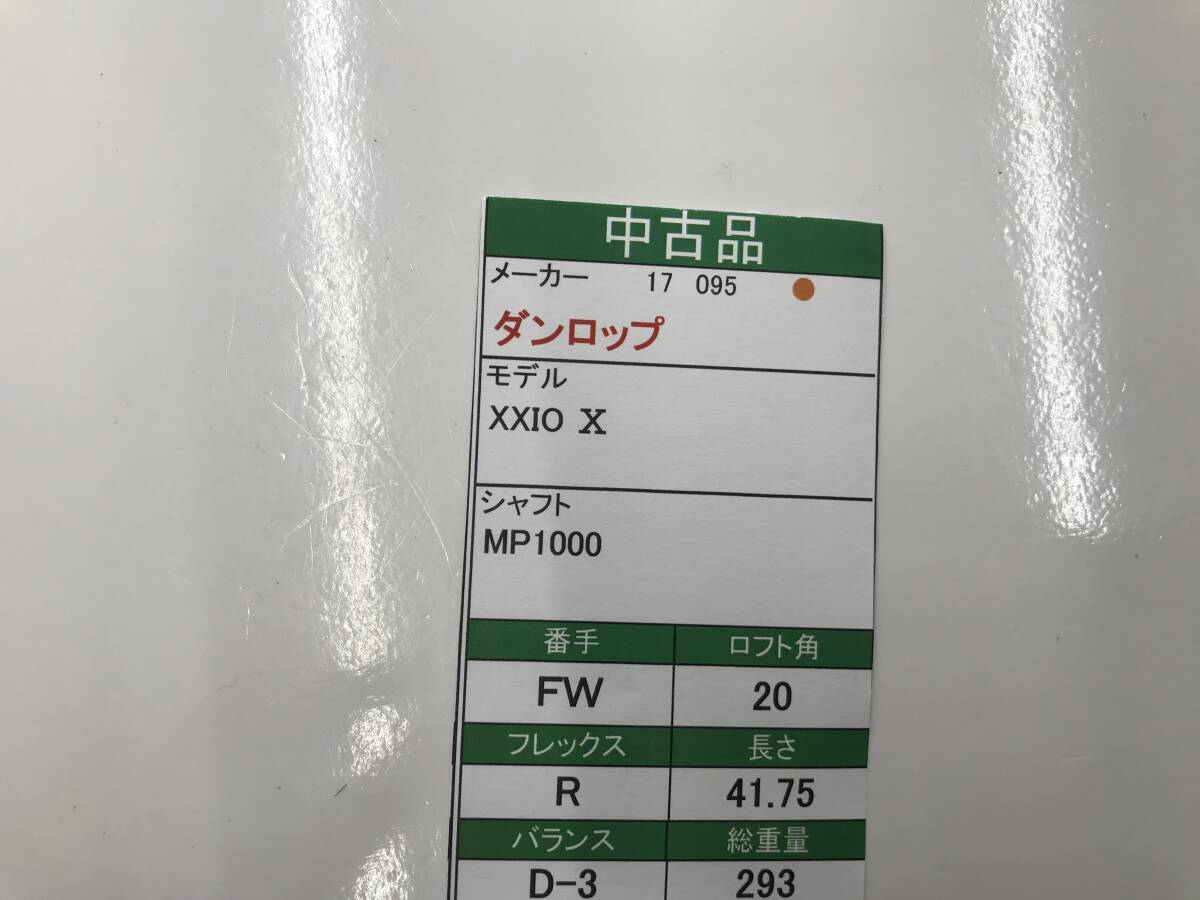 中古品
メーカー 17 095
ダンロップ
モデル
XXIO X
シャフト
MP1000
番手 ロフト角
FW 20
フレックス 長さ
R 41.75
バランス 総重量
D-3 293